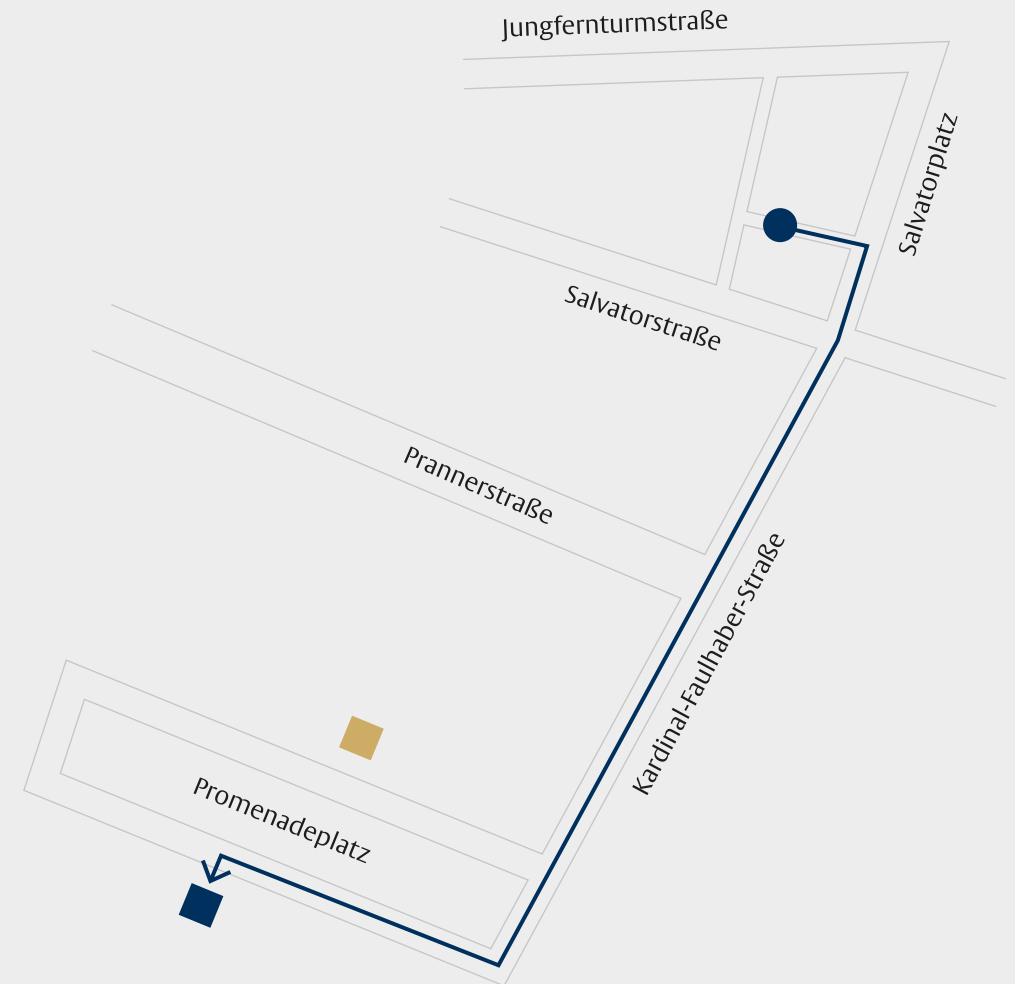 Jungfernturmstraße
Salvatorplatz
Salvatorstraße
Prannerstraße
Kardinal-Faulhaber-Straße
Promenadeplatz